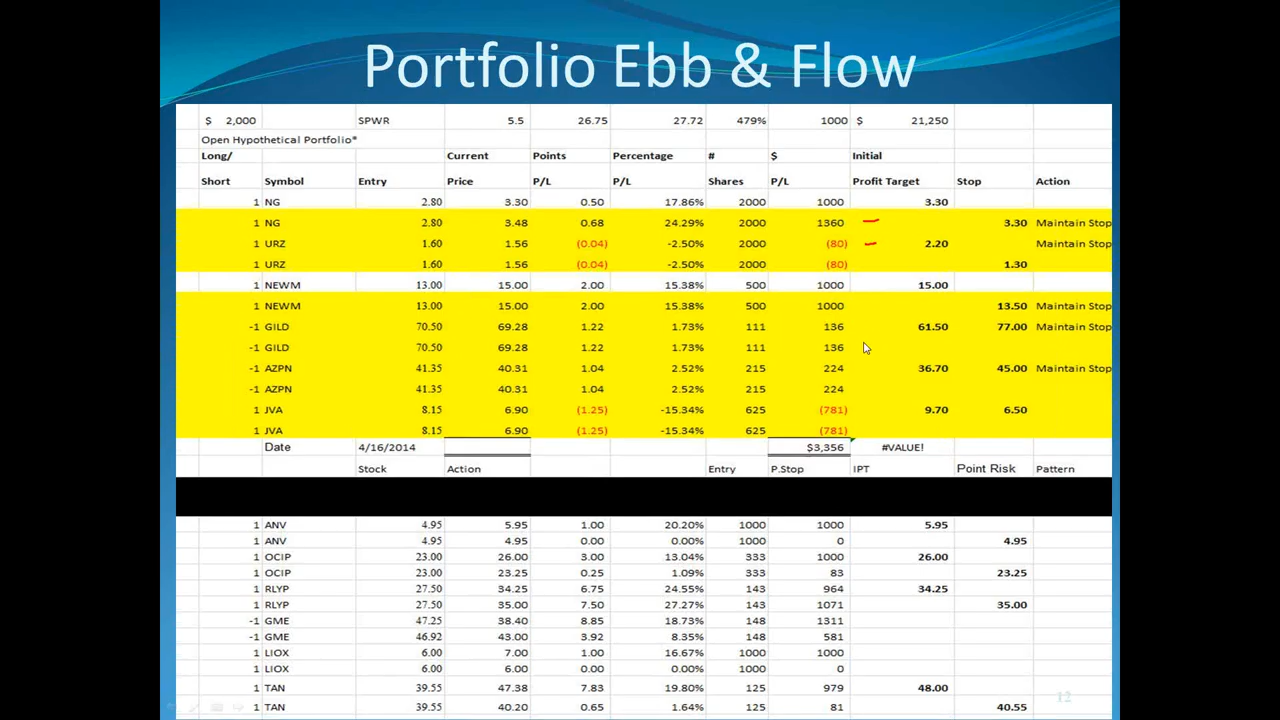 Portfolio Ebb & Flow
$ 2,000 SPWR 5.5 26.75 27.72 479% 1000 $ 21,250
Open Hypothetical Portfolio*
Long/ Current Points Percentage # $ Initial
Short Symbol Entry Price P/L P/L Shares P/L Profit Target Stop Action
1 NG 2.80 3.30 0.50 17.86% 2000 1000 3.30
1 NG 2.80 3.48 0.68 24.29% 2000 1360 3.30 Maintain Stop
1 URZ 1.60 1.56 (0.04) -2.50% 2000 (80) 2.20 Maintain Stop
1 URZ 1.60 1.56 (0.04) -2.50% 2000 (80) 1.30
1 NEWM 13.00 15.00 2.00 15.38% 500 1000 15.00
1 NEWM 13.00 15.00 2.00 15.38% 500 1000 13.50 Maintain Stop
-1 GILD 70.50 69.28 1.22 1.73% 111 136 61.50 77.00 Maintain Stop
-1 GILD 70.50 69.28 1.22 1.73% 111 136
-1 AZPN 41.35 40.31 1.04 2.52% 215 224 36.70 45.00 Maintain Stop
-1 AZPN 41.35 40.31 1.04 2.52% 215 224
1 JVA 8.15 6.90 (1.25) -15.34% 625 (781) 9.70 6.50
1 JVA 8.15 6.90 (1.25) -15.34% 625 (781)
Date 4/16/2014 $3,356 #VALUE!
Stock Action Entry P.Stop IPT Point Risk Pattern
1 ANV 4.95 5.95 1.00 20.20% 1000 1000 5.95
1 ANV 4.95 4.95 0.00 0.00% 1000 0 4.95
1 OCIP 23.00 26.00 3.00 13.04% 333 1000 26.00
1 OCIP 23.00 23.25 0.25 1.09% 333 83 23.25
1 RLYP 27.50 34.25 6.75 24.55% 143 964 34.25
1 RLYP 27.50 35.00 7.50 27.27% 143 1071 35.00
-1 GME 47.25 38.40 8.85 18.73% 148 1311
-1 GME 46.92 43.00 3.92 8.35% 148 581
1 LIOX 6.00 7.00 1.00 16.67% 1000 1000
1 LIOX 6.00 6.00 0.00 0.00% 1000 0
1 TAN 39.55 47.38 7.83 19.80% 125 979 48.00
1 TAN 39.55 40.20 0.65 1.64% 125 81 40.55
12